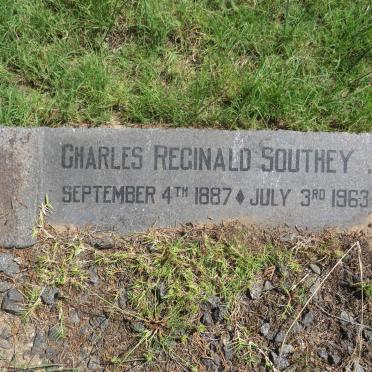 CHARLES REGINALD SOUTHEY.
SEPTEMBER 4TH 1887 ♦ JULY 3RD 1963